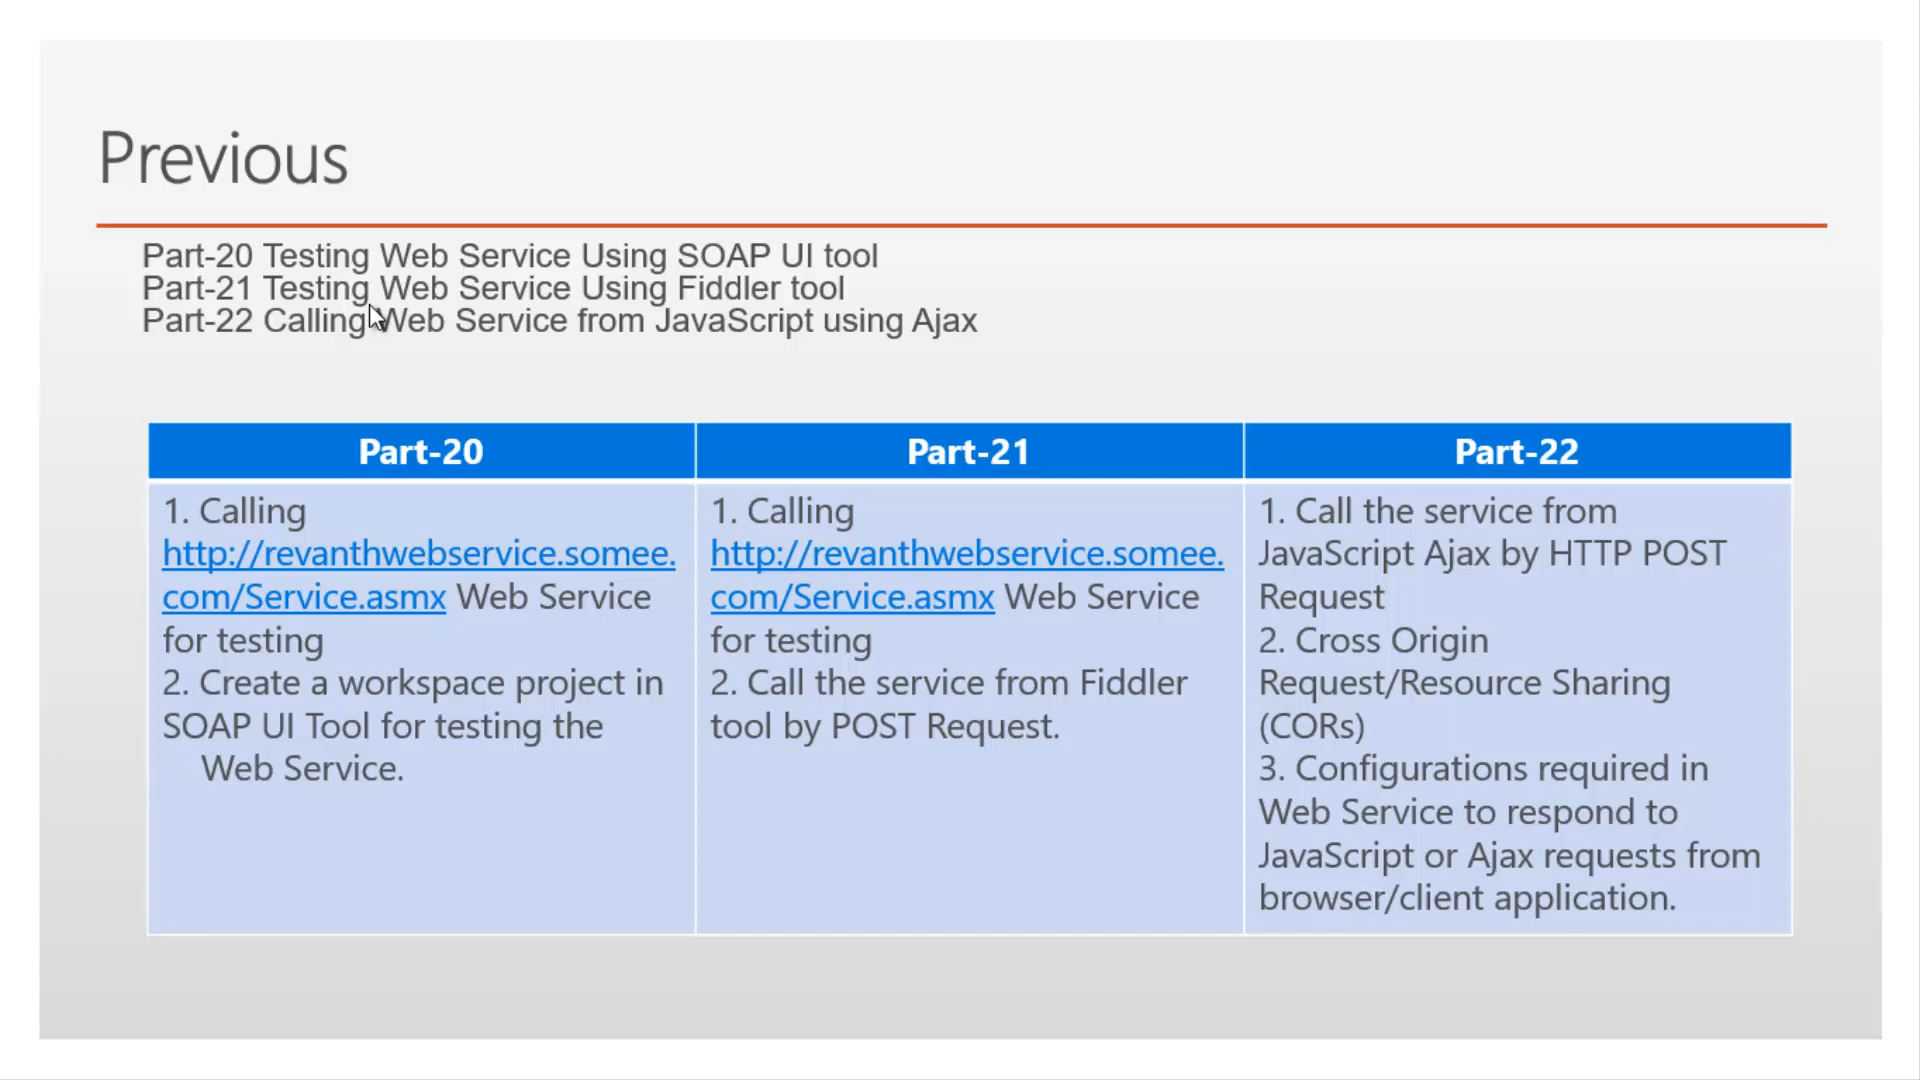 Previous
Part-20 Testing Web Service Using SOAP UI tool
Part-21 Testing Web Service Using Fiddler tool
Part-22 Calling Web Service from JavaScript using Ajax
Part-20
1. Calling
http://revanthwebservice.somee.
com/Service.asmx Web Service
for testing
2. Create a workspace project in
SOAP UI Tool for testing the
Web Service.
Part-21
1. Calling
http://revanthwebservice.somee.
com/Service.asmx Web Service
for testing
2. Call the service from Fiddler
tool by POST Request.
Part-22
1. Call the service from
JavaScript Ajax by HTTP POST
Request
2. Cross Origin
Request/Resource Sharing
(CORs)
3. Configurations required in
Web Service to respond to
JavaScript or Ajax requests from
browser/client application.